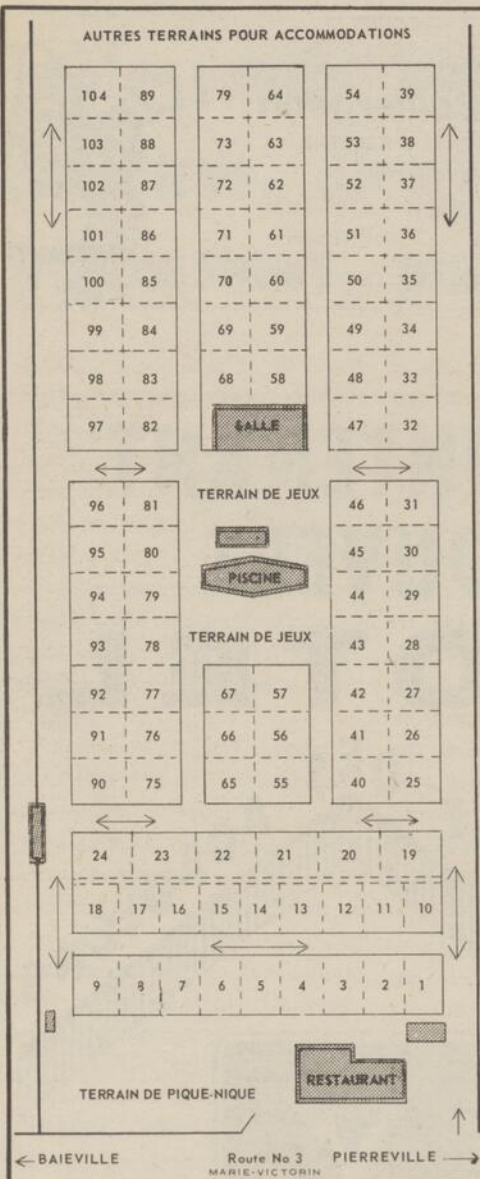 AUTRES TERRAINS POUR ACCOMMODATIONS
104 89 79 64 54 39
103 88 73 63 53 38
102 87 72 62 52 37
101 86 71 61 51 36
100 85 70 60 50 35
99 84 69 59 49 34
98 83 68 58 48 33
97 82 SALLE 47 32
96 81 TERRAIN DE JEUX 46 31
95 80 45 30
94 79 PISCINE 44 29
93 78 TERRAIN DE JEUX 43 28
92 77 67 57 42 27
91 76 66 56 41 26
90 75 65 55 40 25
24 23 22 21 20 19
18 17 16 15 14 13 12 11 10
9 8 7 6 5 4 3 2 1
RESTAURANT
TERRAIN DE PIQUE-NIQUE
BAIEVILLE Route No 3 PIERREVILLE
MARIE-VICTORIN